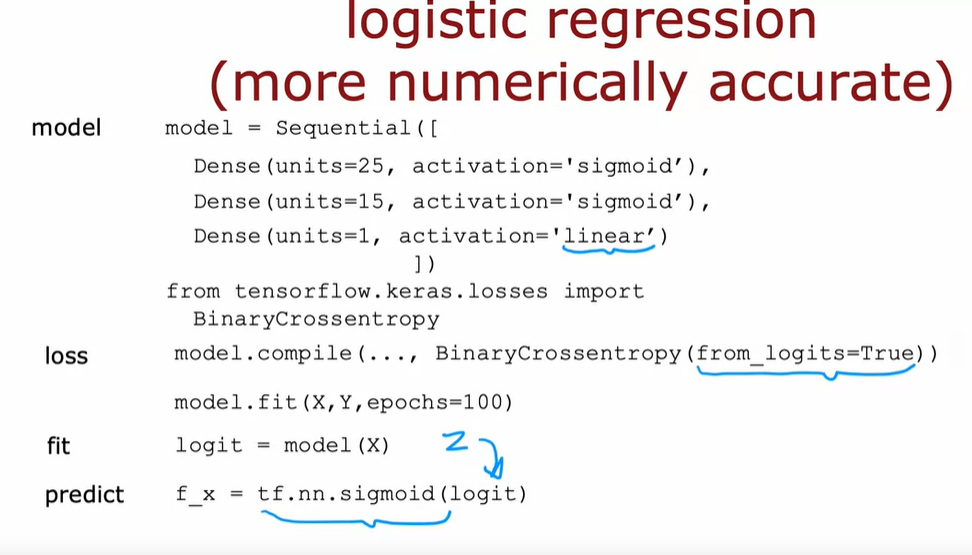 logistic regression
(more numerically accurate)
model model = Sequential([
Dense(units=25, activation='sigmoid'),
Dense(units=15, activation='sigmoid'),
Dense(units=1, activation='linear')
])
from tensorflow.keras.losses import
BinaryCrossentropy
loss model.compile(..., BinaryCrossentropy(from_logits=True))
model.fit(X,Y,epochs=100)
fit logit = model(X) z
predict f_x = tf.nn.sigmoid(logit)